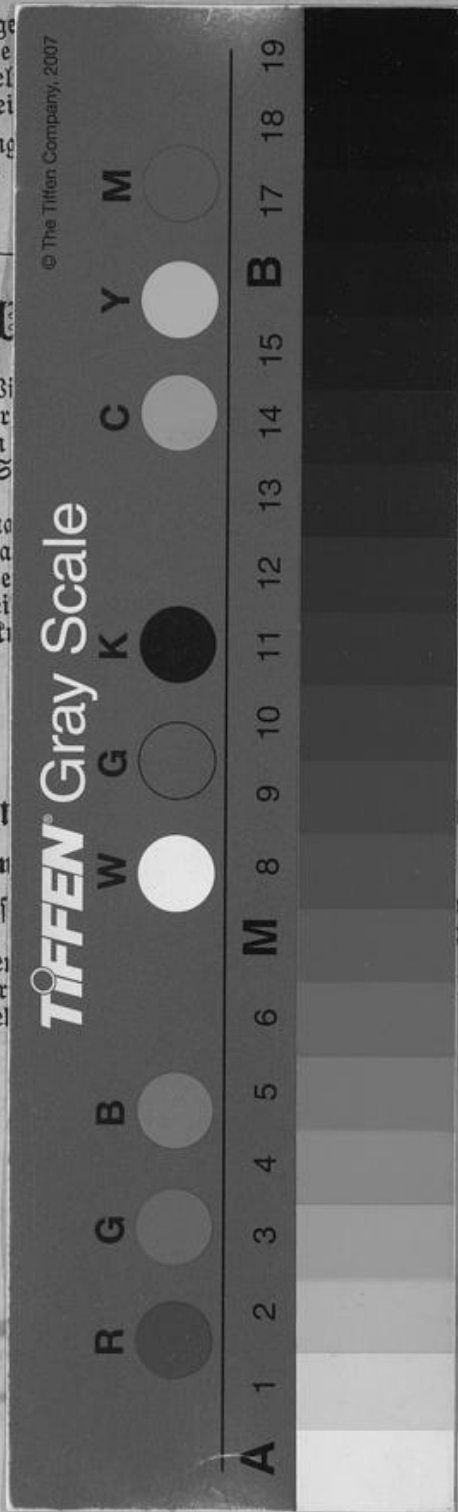 © The Tiffen Company, 2007
TIFFEN® Gray Scale
R G B W G K C Y M
A 1 2 3 4 5 6 M 8 9 10 11 12 13 14 15 B 17 18 19